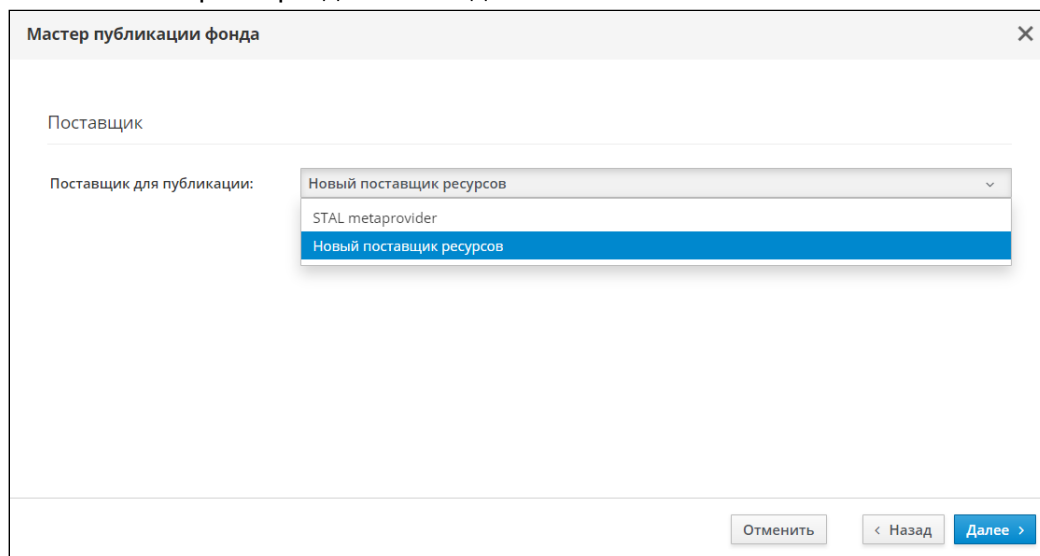 Мастер публикации фонда
Поставщик
Поставщик для публикации:
Новый поставщик ресурсов
STAL metaprovider
Новый поставщик ресурсов
Отменить
Назад
Далее